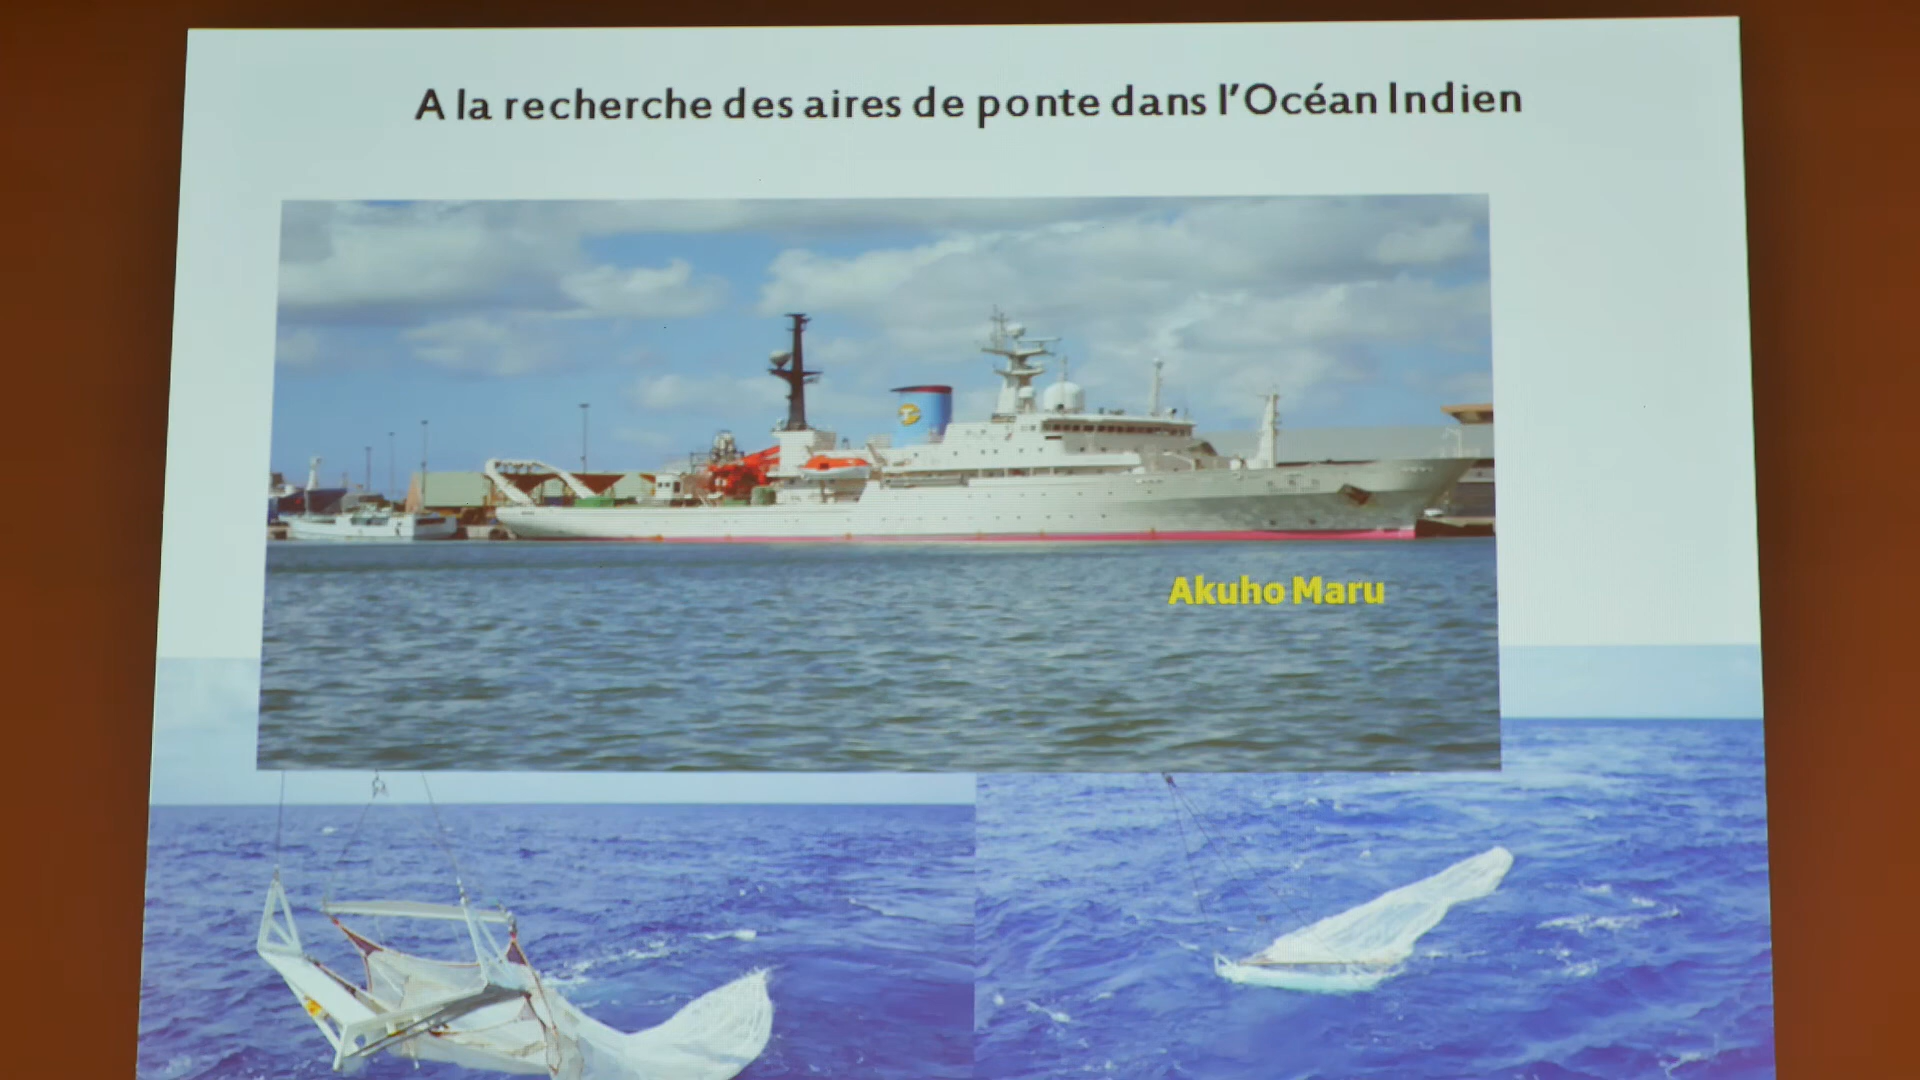 A la recherche des aires de ponte dans l'Océan Indien
Akuho Maru